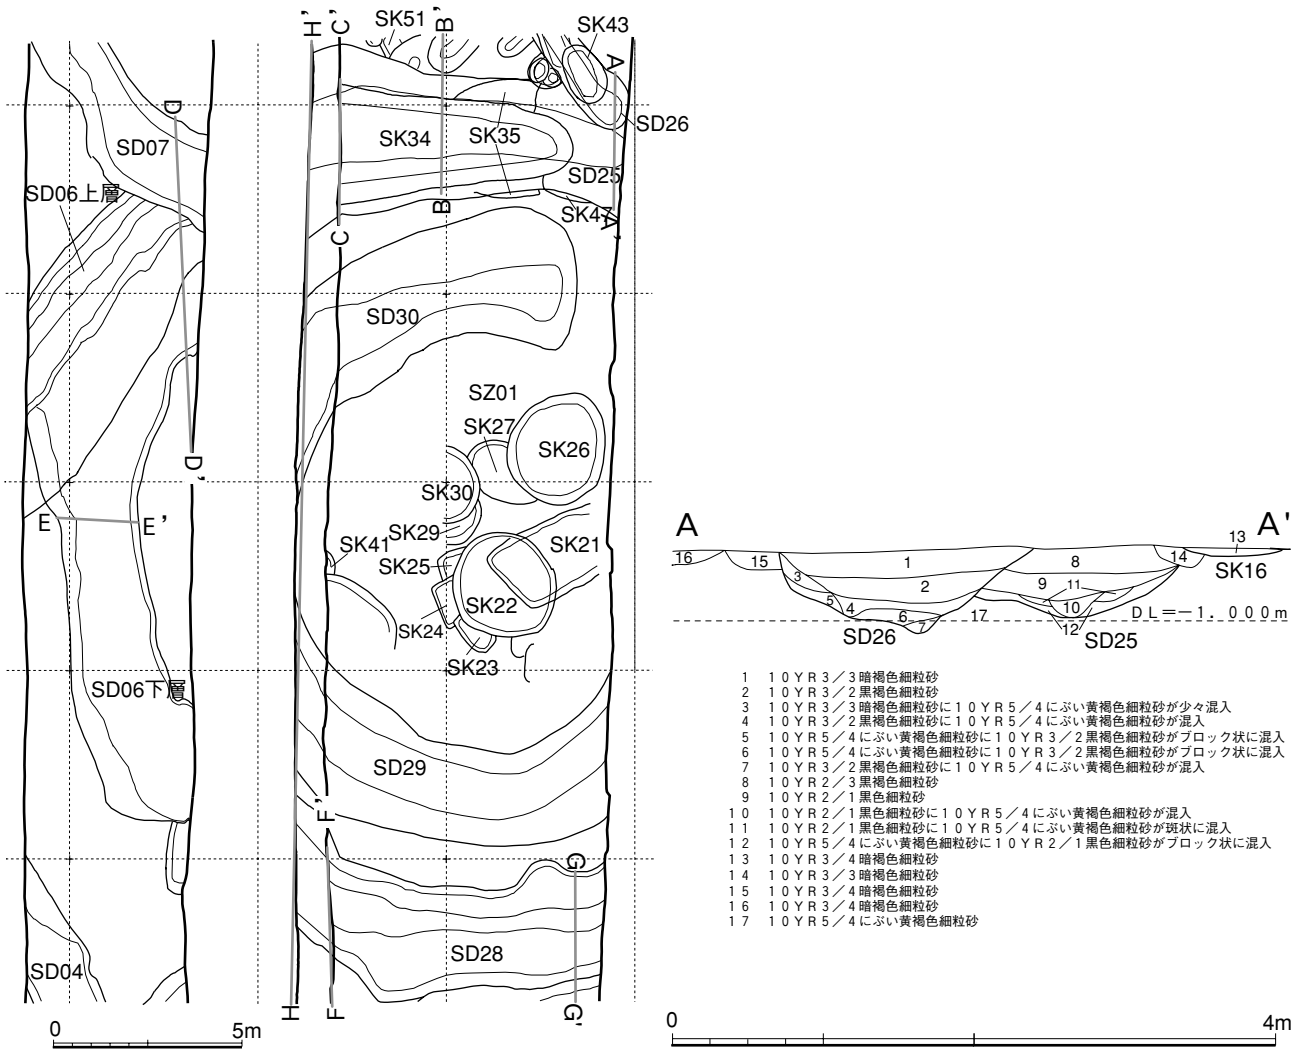 H'
C'
SK51
B'
SK43
A
D
SD07
SD06上層
SK34
SK35
SD26
SD25
B
SK47
A'
C
SD30
SZ01
SK27
SK26
D'
SK30
E
E'
SK29
SK41
SK25
SK21
SK22
SK24
SK23
SD06下層
SD29
F'
G
SD28
SD04
H
F
G'
0
5m
A
A'
16
15
1
8
14
13
SK16
3
2
9
11
5
4
6
7
17
10
12
DL=－1.000m
SD26
SD25
1 10YR3／3暗褐色細粒砂
2 10YR3／2黒褐色細粒砂
3 10YR3／3暗褐色細粒砂に10YR5／4にぶい黄褐色細粒砂が少々混入
4 10YR3／2黒褐色細粒砂に10YR5／4にぶい黄褐色細粒砂が混入
5 10YR5／4にぶい黄褐色細粒砂に10YR3／2黒褐色細粒砂がブロック状に混入
6 10YR5／4にぶい黄褐色細粒砂に10YR3／2黒褐色細粒砂がブロック状に混入
7 10YR3／2黒褐色細粒砂に10YR5／4にぶい黄褐色細粒砂が混入
8 10YR2／3黒褐色細粒砂
9 10YR2／1黒色細粒砂
10 10YR2／1黒色細粒砂に10YR5／4にぶい黄褐色細粒砂が混入
11 10YR2／1黒色細粒砂に10YR5／4にぶい黄褐色細粒砂が斑状に混入
12 10YR5／4にぶい黄褐色細粒砂に10YR2／1黒色細粒砂がブロック状に混入
13 10YR3／4暗褐色細粒砂
14 10YR3／3暗褐色細粒砂
15 10YR3／4暗褐色細粒砂
16 10YR3／4暗褐色細粒砂
17 10YR5／4にぶい黄褐色細粒砂
0
4m